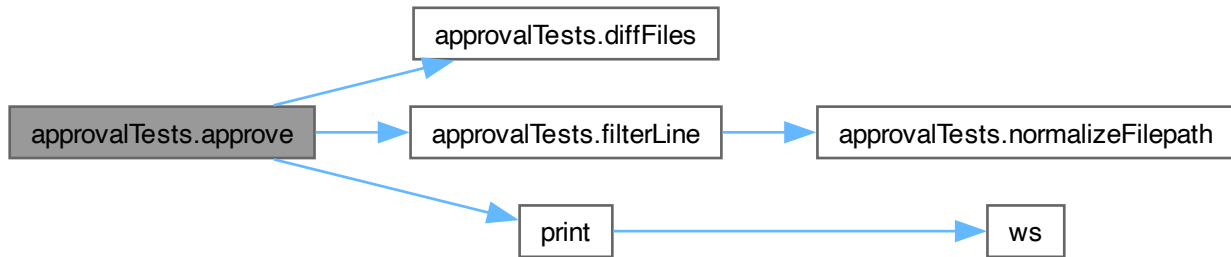 approvalTests.diffFiles
approvalTests.approve
approvalTests.filterLine
approvalTests.normalizeFilepath
print
ws